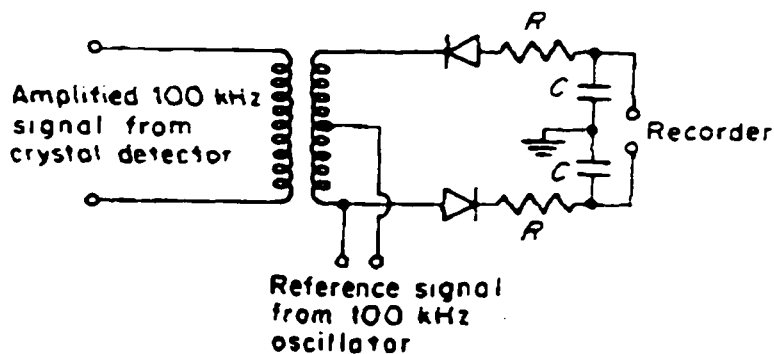 R
C
Amplified 100 kHz
signal from
crystal detector
Recorder
C
R
Reference signal
from 100 kHz
oscillator